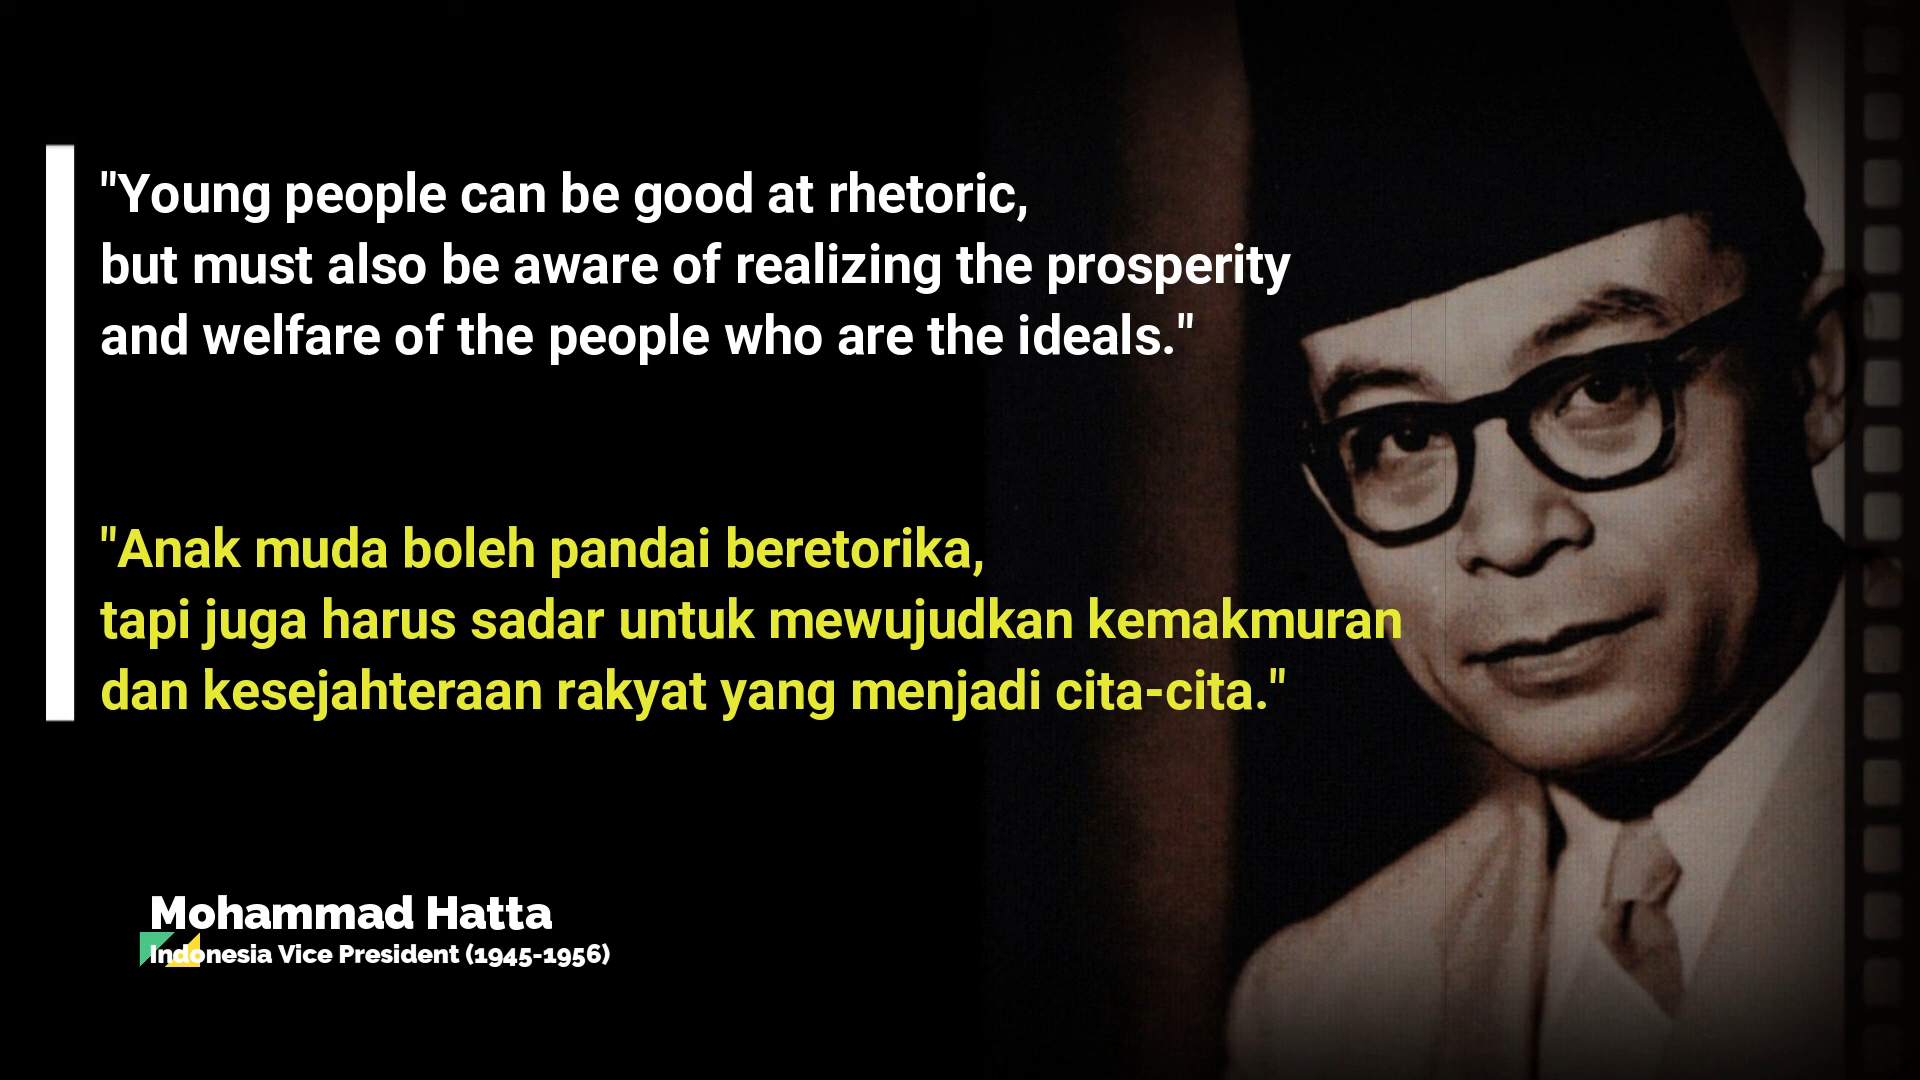 "Young people can be good at rhetoric,
but must also be aware of realizing the prosperity
and welfare of the people who are the ideals."
"Anak muda boleh pandai beretorika,
tapi juga harus sadar untuk mewujudkan kemakmuran
dan kesejahteraan rakyat yang menjadi cita-cita."
Mohammad Hatta
Indonesia Vice President (1945-1956)